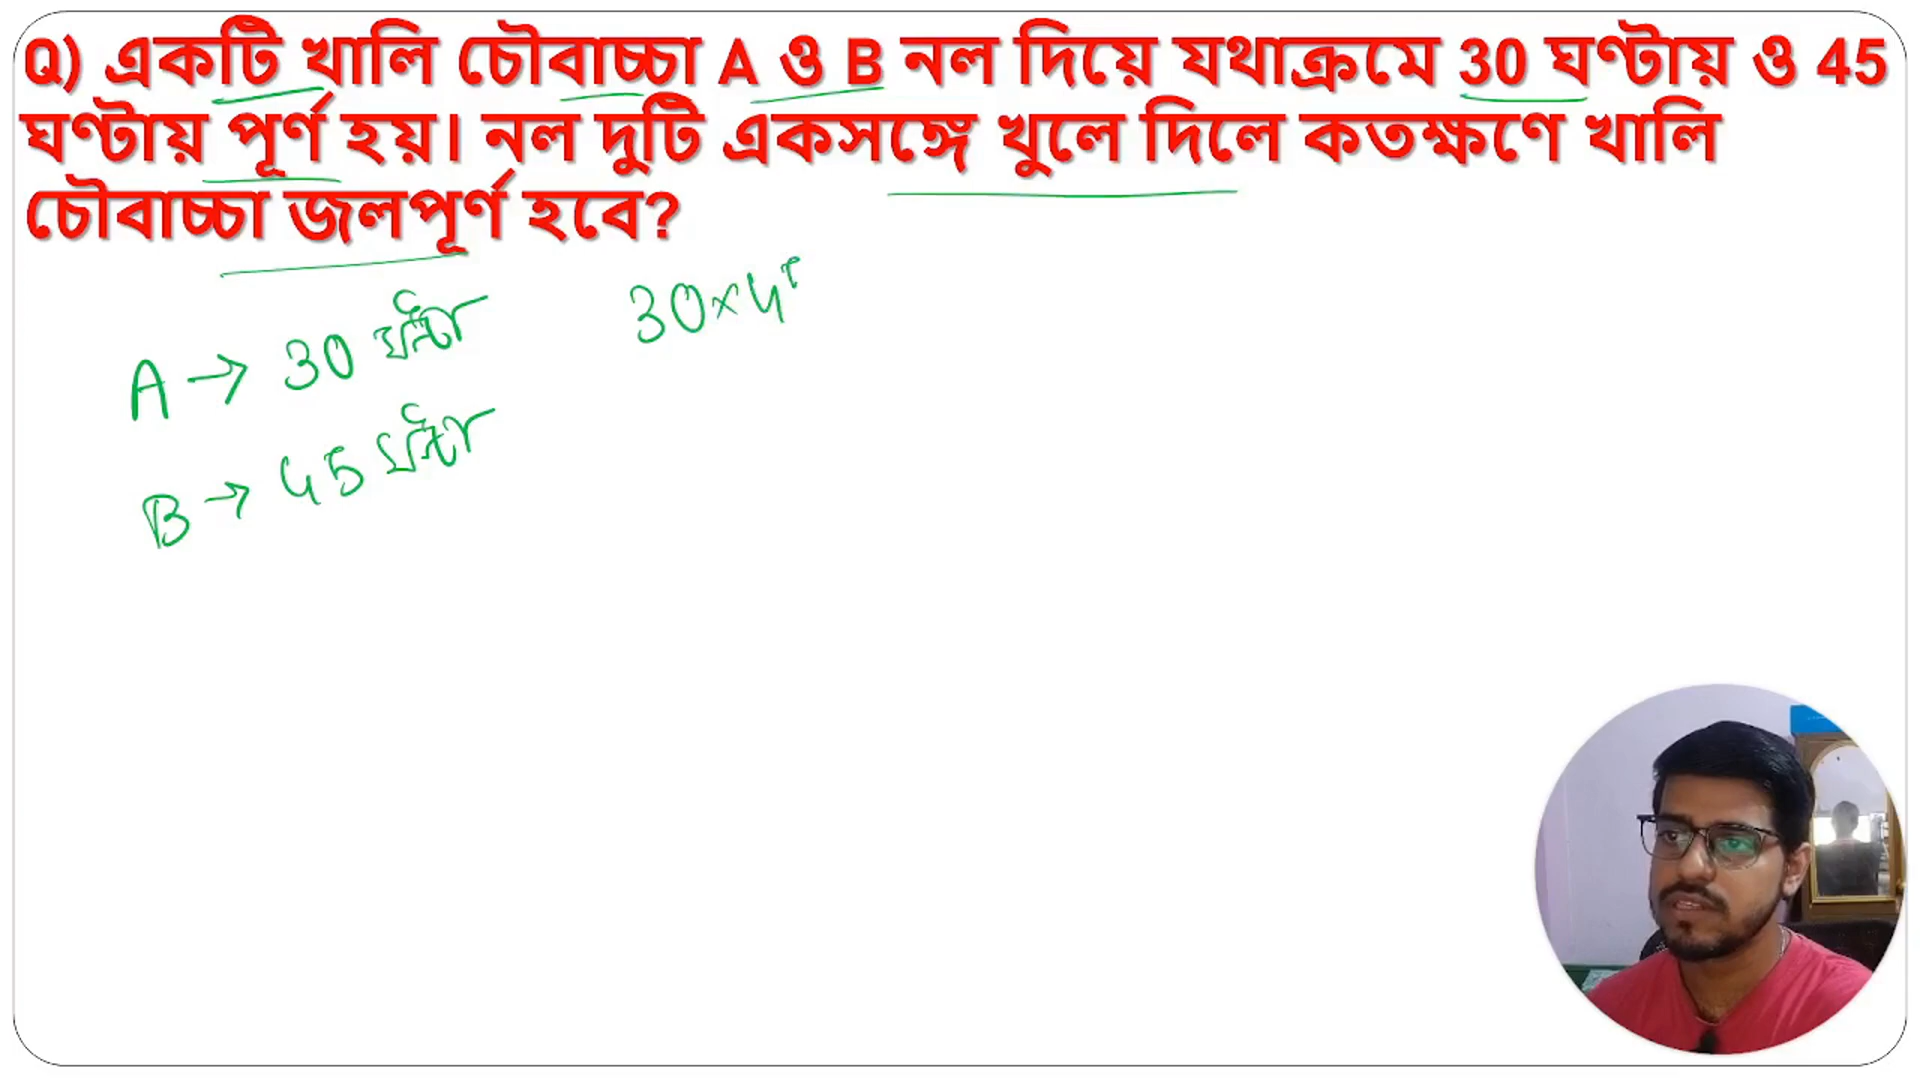 Q) একটি খালি চৌবাচ্চা A ও B নল দিয়ে যথাক্রমে 30 ঘণ্টায় ও 45
ঘণ্টায় পূর্ণ হয়। নল দুটি একসঙ্গে খুলে দিলে কতক্ষণে খালি
চৌবাচ্চা জলপূর্ণ হবে?
A → 30 ঘন্টা
30×4
B → 45 ঘন্টা